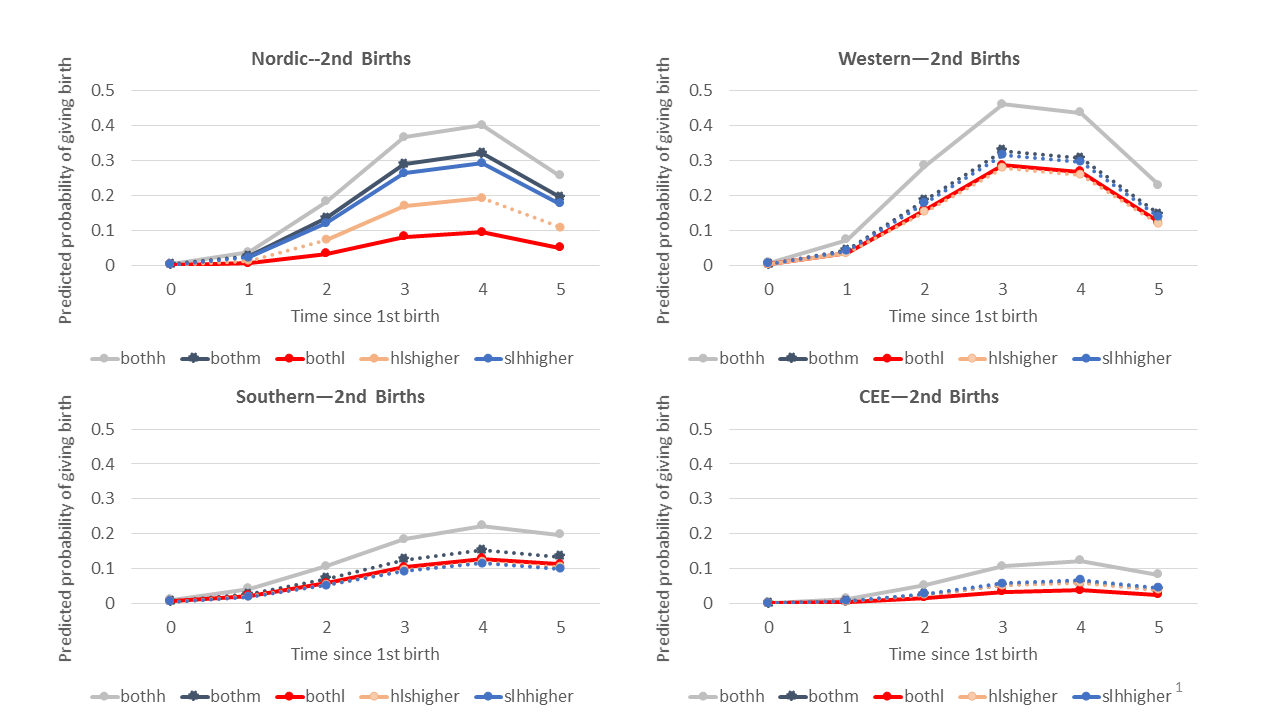 Nordic--2nd Births
Predicted probability of giving birth
0.5
0.4
0.3
0.2
0.1
0
0 1 2 3 4 5
Time since 1st birth
bothh bothm bothl hlshigher slhhigher
Western—2nd Births
Predicted probability of giving birth
0.5
0.4
0.3
0.2
0.1
0
0 1 2 3 4 5
Time since 1st birth
bothh bothm bothl hlshigher slhhigher
Southern—2nd Births
Predicted probability of giving birth
0.5
0.4
0.3
0.2
0.1
0
0 1 2 3 4 5
Time since 1st birth
bothh bothm bothl hlshigher slhhigher
CEE—2nd Births
Predicted probability of giving birth
0.5
0.4
0.3
0.2
0.1
0
0 1 2 3 4 5
Time since 1st birth
bothh bothm bothl hlshigher slhhigher
1